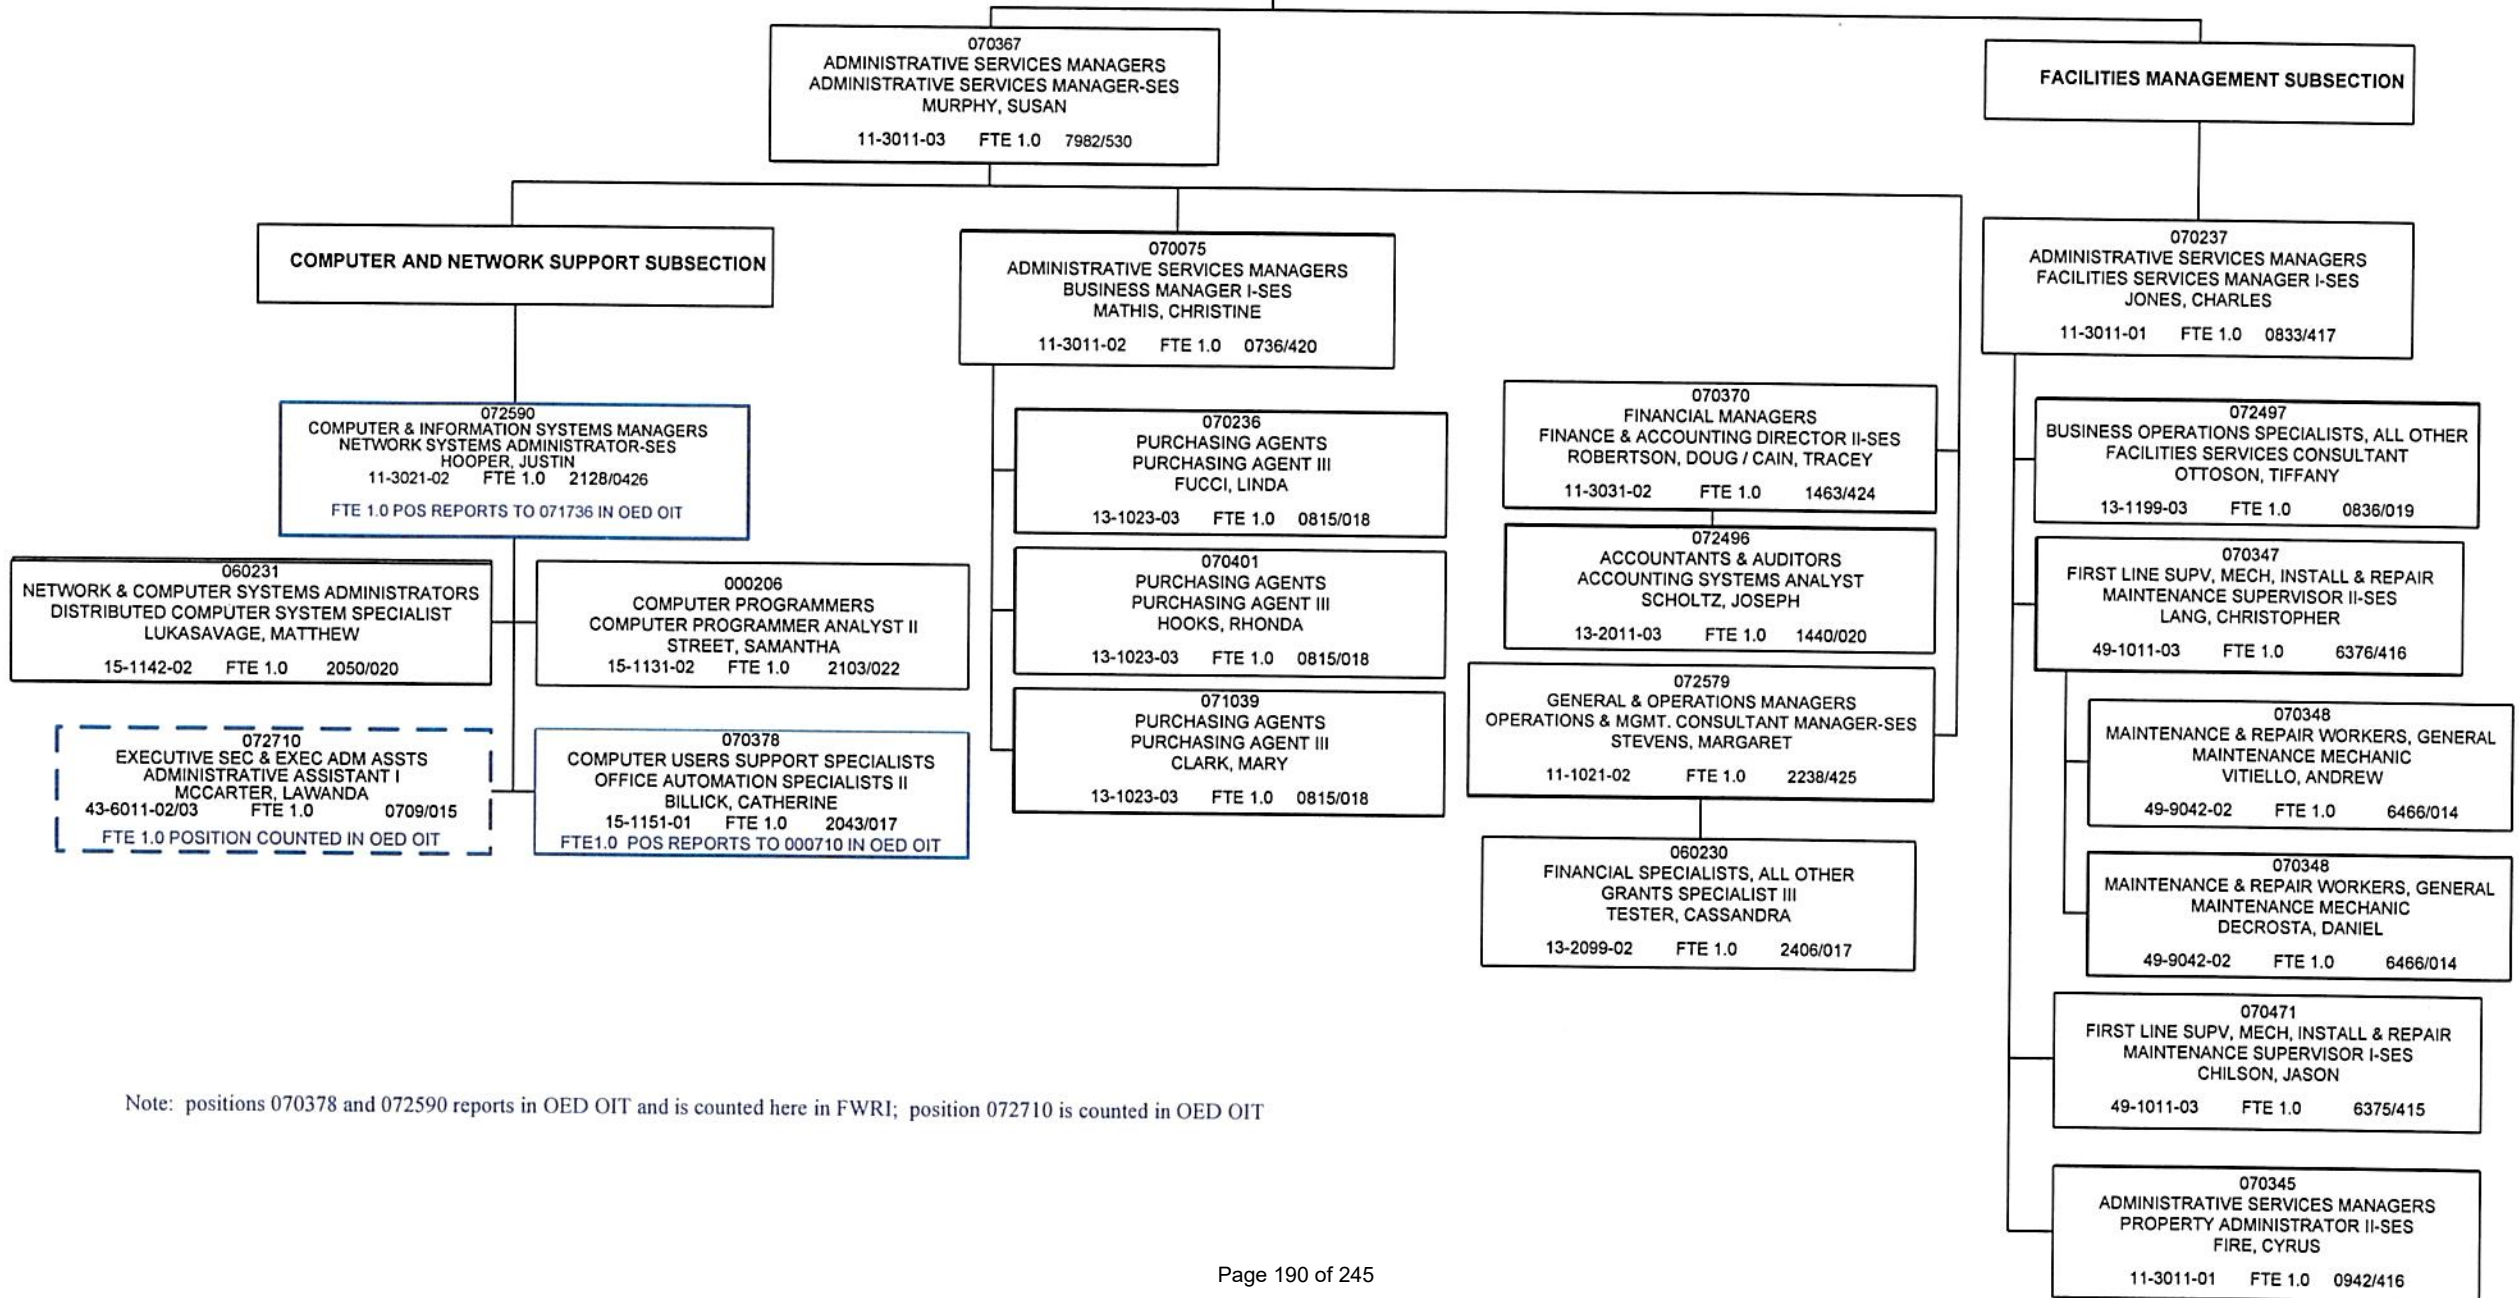 070367
ADMINISTRATIVE SERVICES MANAGERS
ADMINISTRATIVE SERVICES MANAGER-SES
MURPHY, SUSAN
11-3011-03 FTE 1.0 7982/530
FACILITIES MANAGEMENT SUBSECTION
COMPUTER AND NETWORK SUPPORT SUBSECTION
072590
COMPUTER & INFORMATION SYSTEMS MANAGERS
NETWORK SYSTEMS ADMINISTRATOR-SES
HOOPER, JUSTIN
11-3021-02 FTE 1.0 2128/0426
FTE 1.0 POS REPORTS TO 071736 IN OED OIT
060231
NETWORK & COMPUTER SYSTEMS ADMINISTRATORS
DISTRIBUTED COMPUTER SYSTEM SPECIALIST
LUKASAVAGE, MATTHEW
15-1142-02 FTE 1.0 2050/020
000206
COMPUTER PROGRAMMERS
COMPUTER PROGRAMMER ANALYST II
STREET, SAMANTHA
15-1131-02 FTE 1.0 2103/022
072710
EXECUTIVE SEC & EXEC ADM ASSTS
ADMINISTRATIVE ASSISTANT I
MCCARTER, LAWANDA
43-6011-02/03 FTE 1.0 0709/015
FTE 1.0 POSITION COUNTED IN OED OIT
070378
COMPUTER USERS SUPPORT SPECIALISTS
OFFICE AUTOMATION SPECIALISTS II
BILLICK, CATHERINE
15-1151-01 FTE 1.0 2043/017
FTE1.0 POS REPORTS TO 000710 IN OED OIT
070075
ADMINISTRATIVE SERVICES MANAGERS
BUSINESS MANAGER I-SES
MATHIS, CHRISTINE
11-3011-02 FTE 1.0 0736/420
070236
PURCHASING AGENTS
PURCHASING AGENT III
FUCCI, LINDA
13-1023-03 FTE 1.0 0815/018
070401
PURCHASING AGENTS
PURCHASING AGENT III
HOOKS, RHONDA
13-1023-03 FTE 1.0 0815/018
071039
PURCHASING AGENTS
PURCHASING AGENT III
CLARK, MARY
13-1023-03 FTE 1.0 0815/018
070370
FINANCIAL MANAGERS
FINANCE & ACCOUNTING DIRECTOR II-SES
ROBERTSON, DOUG / CAIN, TRACEY
11-3031-02 FTE 1.0 1463/424
072496
ACCOUNTANTS & AUDITORS
ACCOUNTING SYSTEMS ANALYST
SCHOLTZ, JOSEPH
13-2011-03 FTE 1.0 1440/020
072579
GENERAL & OPERATIONS MANAGERS
OPERATIONS & MGMT. CONSULTANT MANAGER-SES
STEVENS, MARGARET
11-1021-02 FTE 1.0 2238/425
060230
FINANCIAL SPECIALISTS, ALL OTHER
GRANTS SPECIALIST III
TESTER, CASSANDRA
13-2099-02 FTE 1.0 2406/017
070237
ADMINISTRATIVE SERVICES MANAGERS
FACILITIES SERVICES MANAGER I-SES
JONES, CHARLES
11-3011-01 FTE 1.0 0833/417
072497
BUSINESS OPERATIONS SPECIALISTS, ALL OTHER
FACILITIES SERVICES CONSULTANT
OTTOSON, TIFFANY
13-1199-03 FTE 1.0 0836/019
070347
FIRST LINE SUPV, MECH, INSTALL & REPAIR
MAINTENANCE SUPERVISOR II-SES
LANG, CHRISTOPHER
49-1011-03 FTE 1.0 6376/416
070348
MAINTENANCE & REPAIR WORKERS, GENERAL
MAINTENANCE MECHANIC
VITIELLO, ANDREW
49-9042-02 FTE 1.0 6466/014
070348
MAINTENANCE & REPAIR WORKERS, GENERAL
MAINTENANCE MECHANIC
DECROSTA, DANIEL
49-9042-02 FTE 1.0 6466/014
070471
FIRST LINE SUPV, MECH, INSTALL & REPAIR
MAINTENANCE SUPERVISOR I-SES
CHILSON, JASON
49-1011-03 FTE 1.0 6375/415
070345
ADMINISTRATIVE SERVICES MANAGERS
PROPERTY ADMINISTRATOR II-SES
FIRE, CYRUS
11-3011-01 FTE 1.0 0942/416
Note: positions 070378 and 072590 reports in OED OIT and is counted here in FWRI; position 072710 is counted in OED OIT
Page 190 of 245